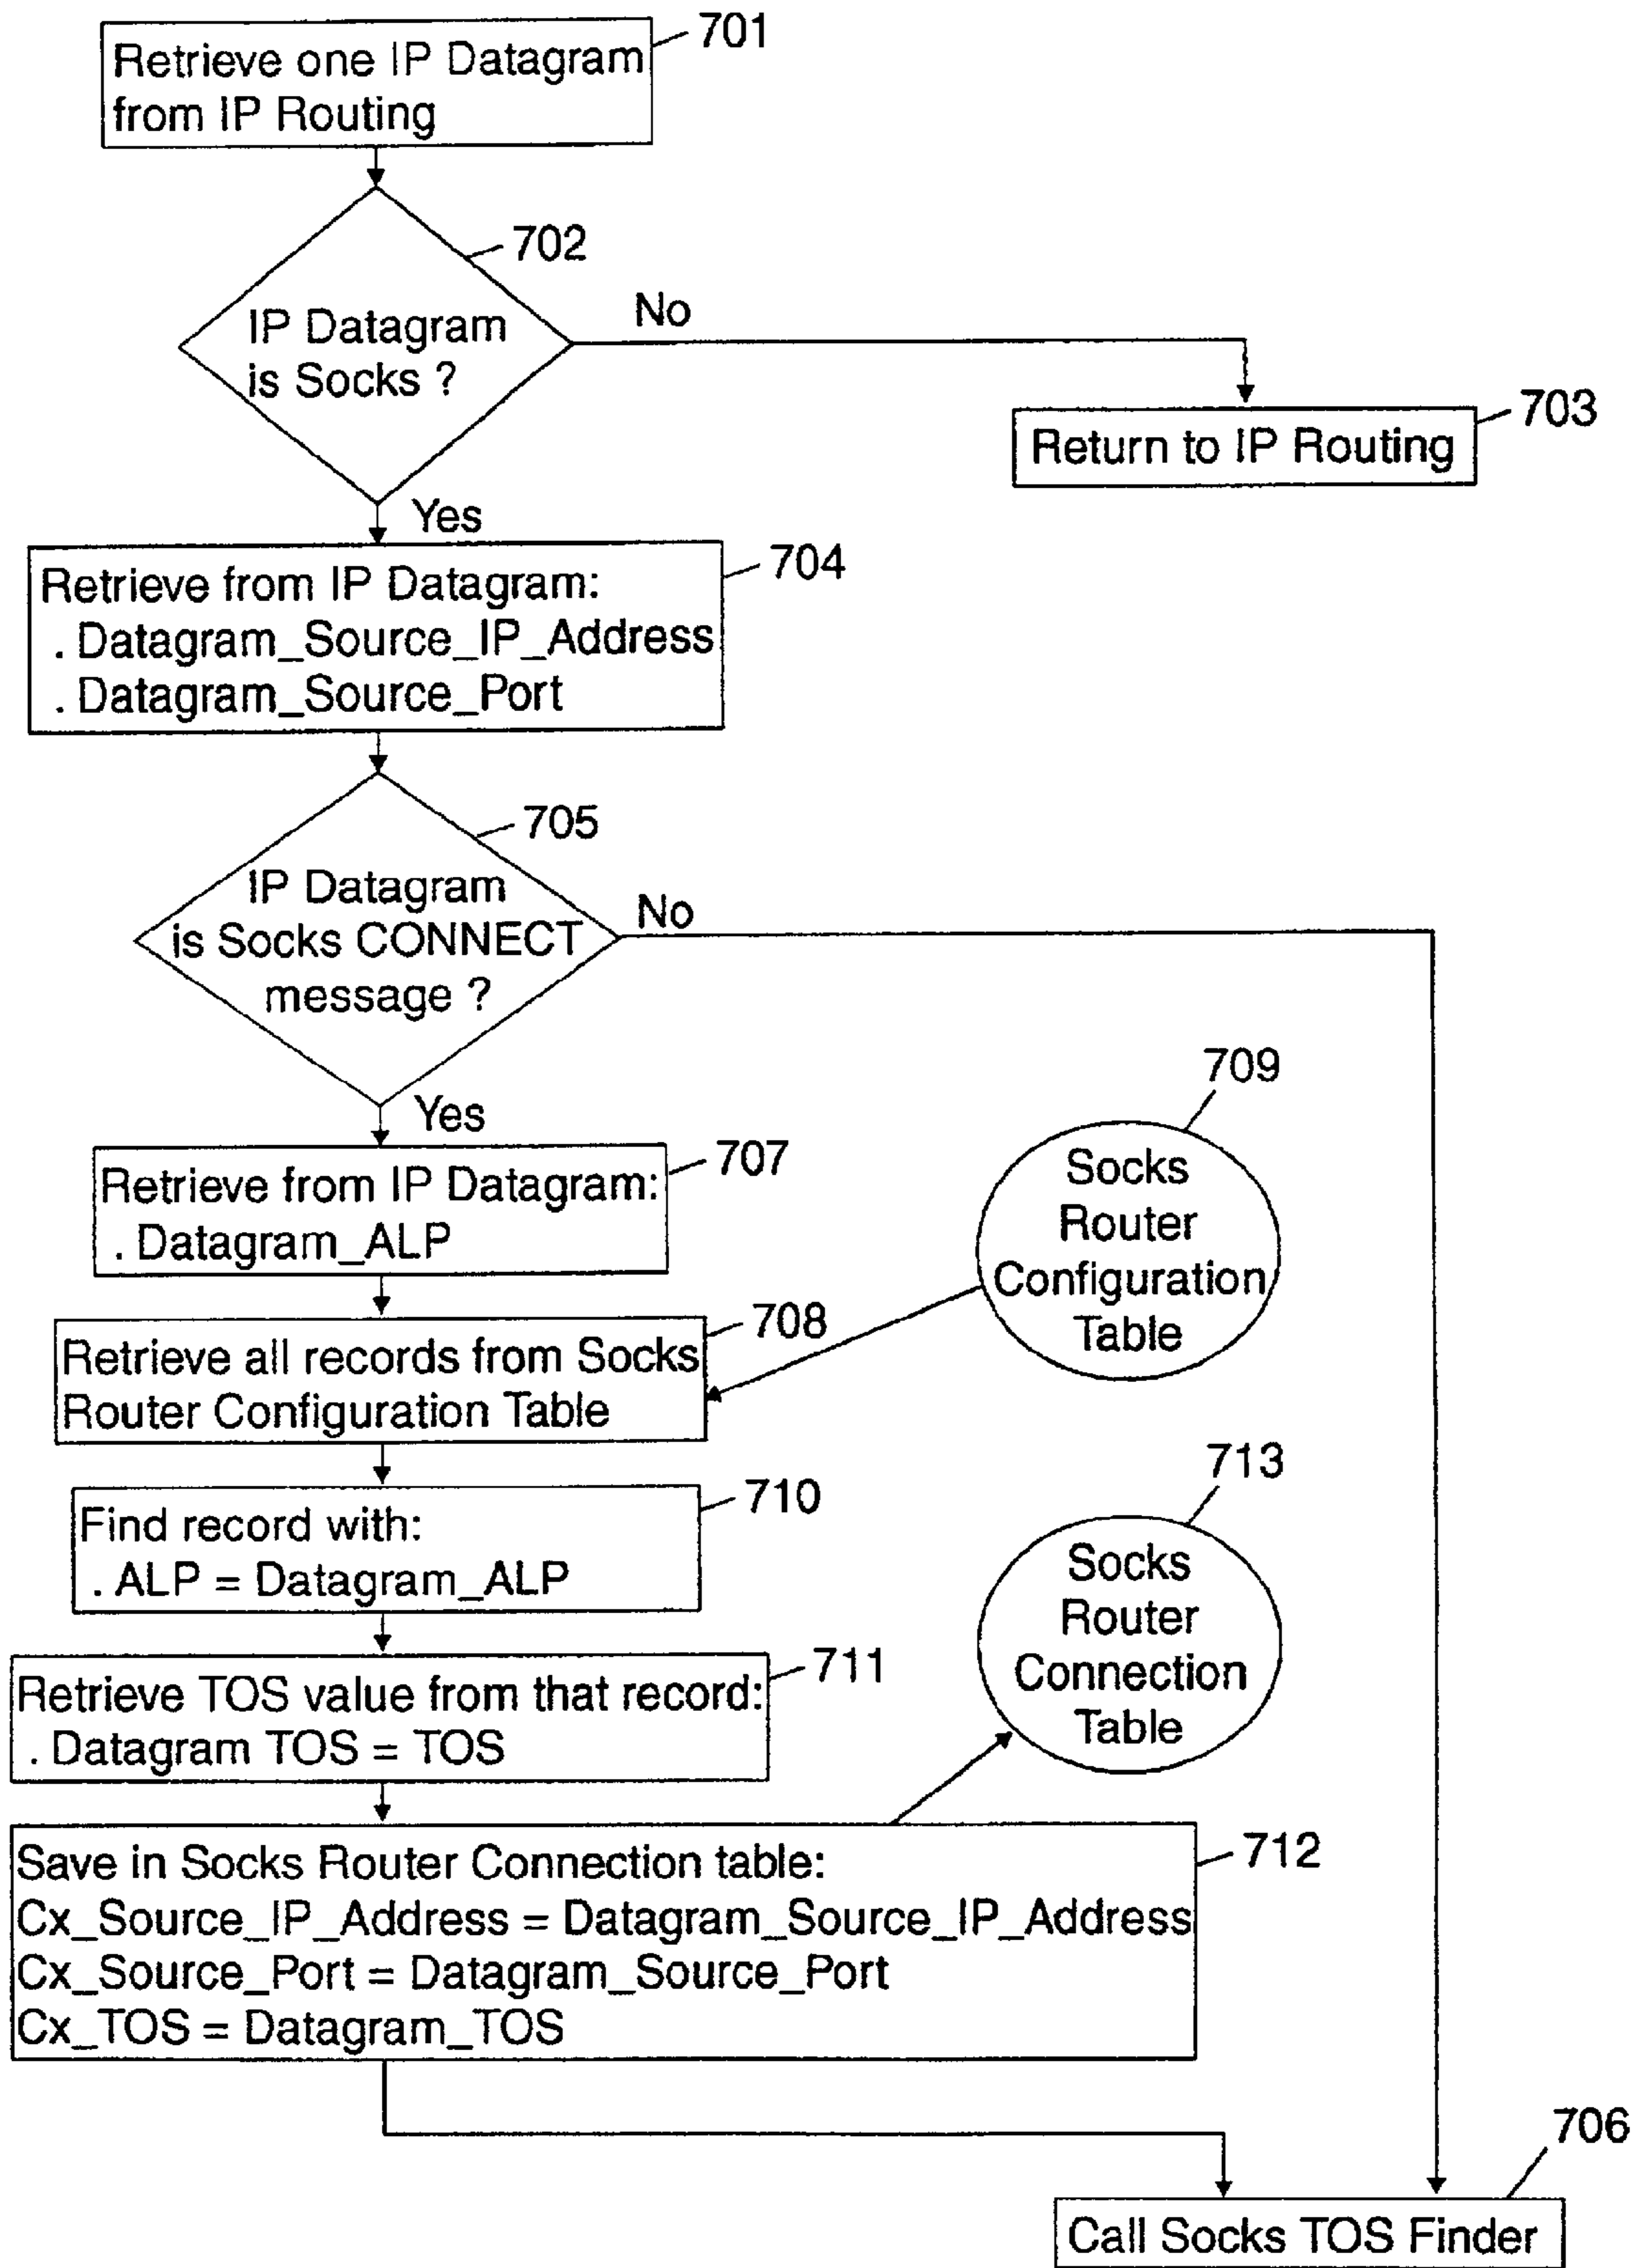 701
Retrieve one IP Datagram
from IP Routing
702
IP Datagram
is Socks ?
No
703
Return to IP Routing
Yes
704
Retrieve from IP Datagram:
. Datagram_Source_IP_Address
. Datagram_Source_Port
705
IP Datagram
is Socks CONNECT
message ?
No
Yes
707
Retrieve from IP Datagram:
. Datagram_ALP
709
Socks
Router
Configuration
Table
708
Retrieve all records from Socks
Router Configuration Table
710
Find record with:
. ALP = Datagram_ALP
713
Socks
Router
Connection
Table
711
Retrieve TOS value from that record:
. Datagram TOS = TOS
712
Save in Socks Router Connection table:
Cx_Source_IP_Address = Datagram_Source_IP_Address
Cx_Source_Port = Datagram_Source_Port
Cx_TOS = Datagram_TOS
706
Call Socks TOS Finder